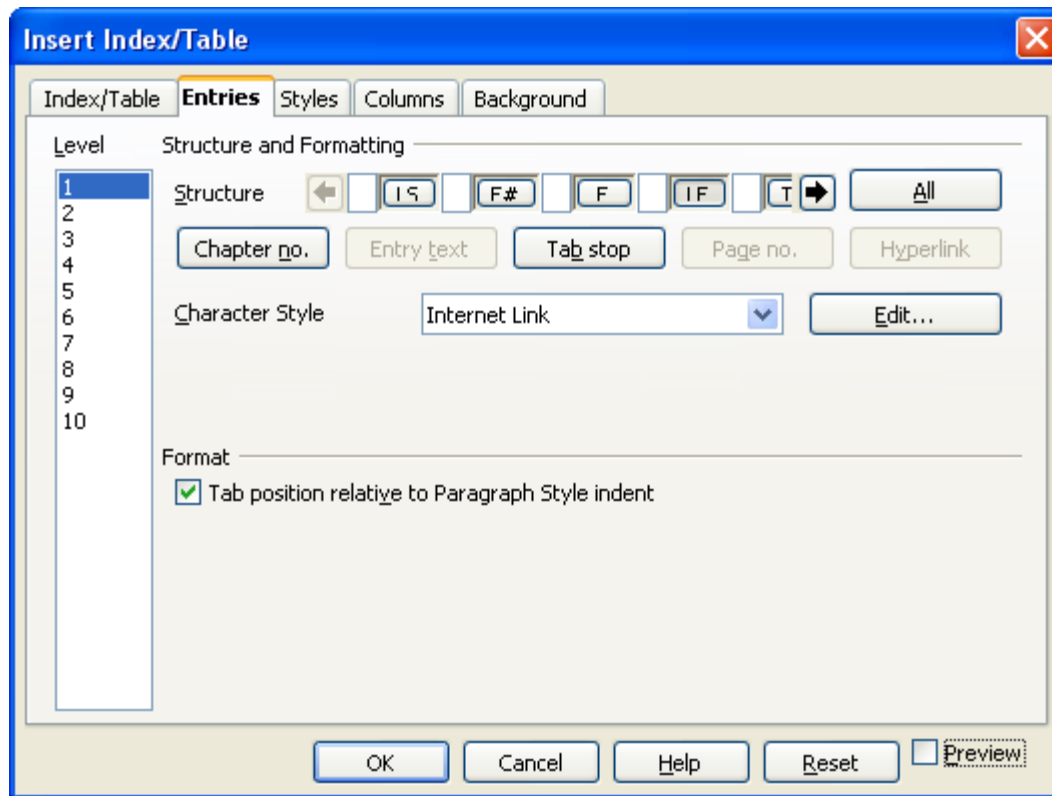 Insert Index/Table
Index/Table Entries Styles Columns Background
Level Structure and Formatting
1
Structure LS E# E LE T All
2
3
Chapter no. Entry text Tab stop Page no. Hyperlink
4
5
6
Character Style Internet Link Edit...
7
8
9
10
Format
Tab position relative to Paragraph Style indent
OK Cancel Help Reset Preview